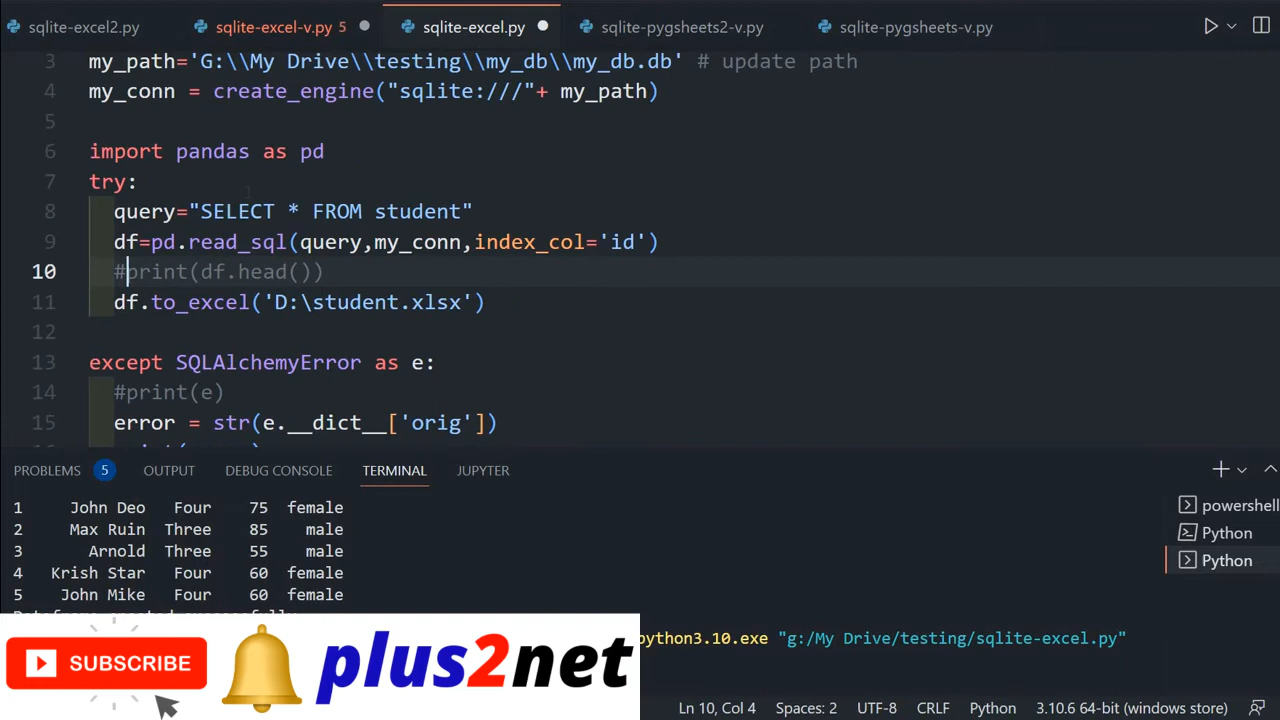 sqlite-excel2.py
sqlite-excel-v.py 5
sqlite-excel.py
sqlite-pygsheets2-v.py
sqlite-pygsheets-v.py
3 my_path='G:\\My Drive\\testing\\my_db\\my_db.db' # update path
4 my_conn = create_engine("sqlite:///"+ my_path)
5
6 import pandas as pd
7 try:
8 query="SELECT * FROM student"
9 df=pd.read_sql(query,my_conn,index_col='id')
10 #print(df.head())
11 df.to_excel('D:\student.xlsx')
12
13 except SQLAlchemyError as e:
14 #print(e)
15 error = str(e.__dict__['orig'])
PROBLEMS 5 OUTPUT DEBUG CONSOLE TERMINAL JUPYTER
1 John Deo Four 75 female
2 Max Ruin Three 85 male
3 Arnold Three 55 male
4 Krish Star Four 60 female
5 John Mike Four 60 female
powershell
Python
Python
python3.10.exe "g:/My Drive/testing/sqlite-excel.py"
SUBSCRIBE
plus2net
Ln 10, Col 4 Spaces: 2 UTF-8 CRLF Python 3.10.6 64-bit (windows store)